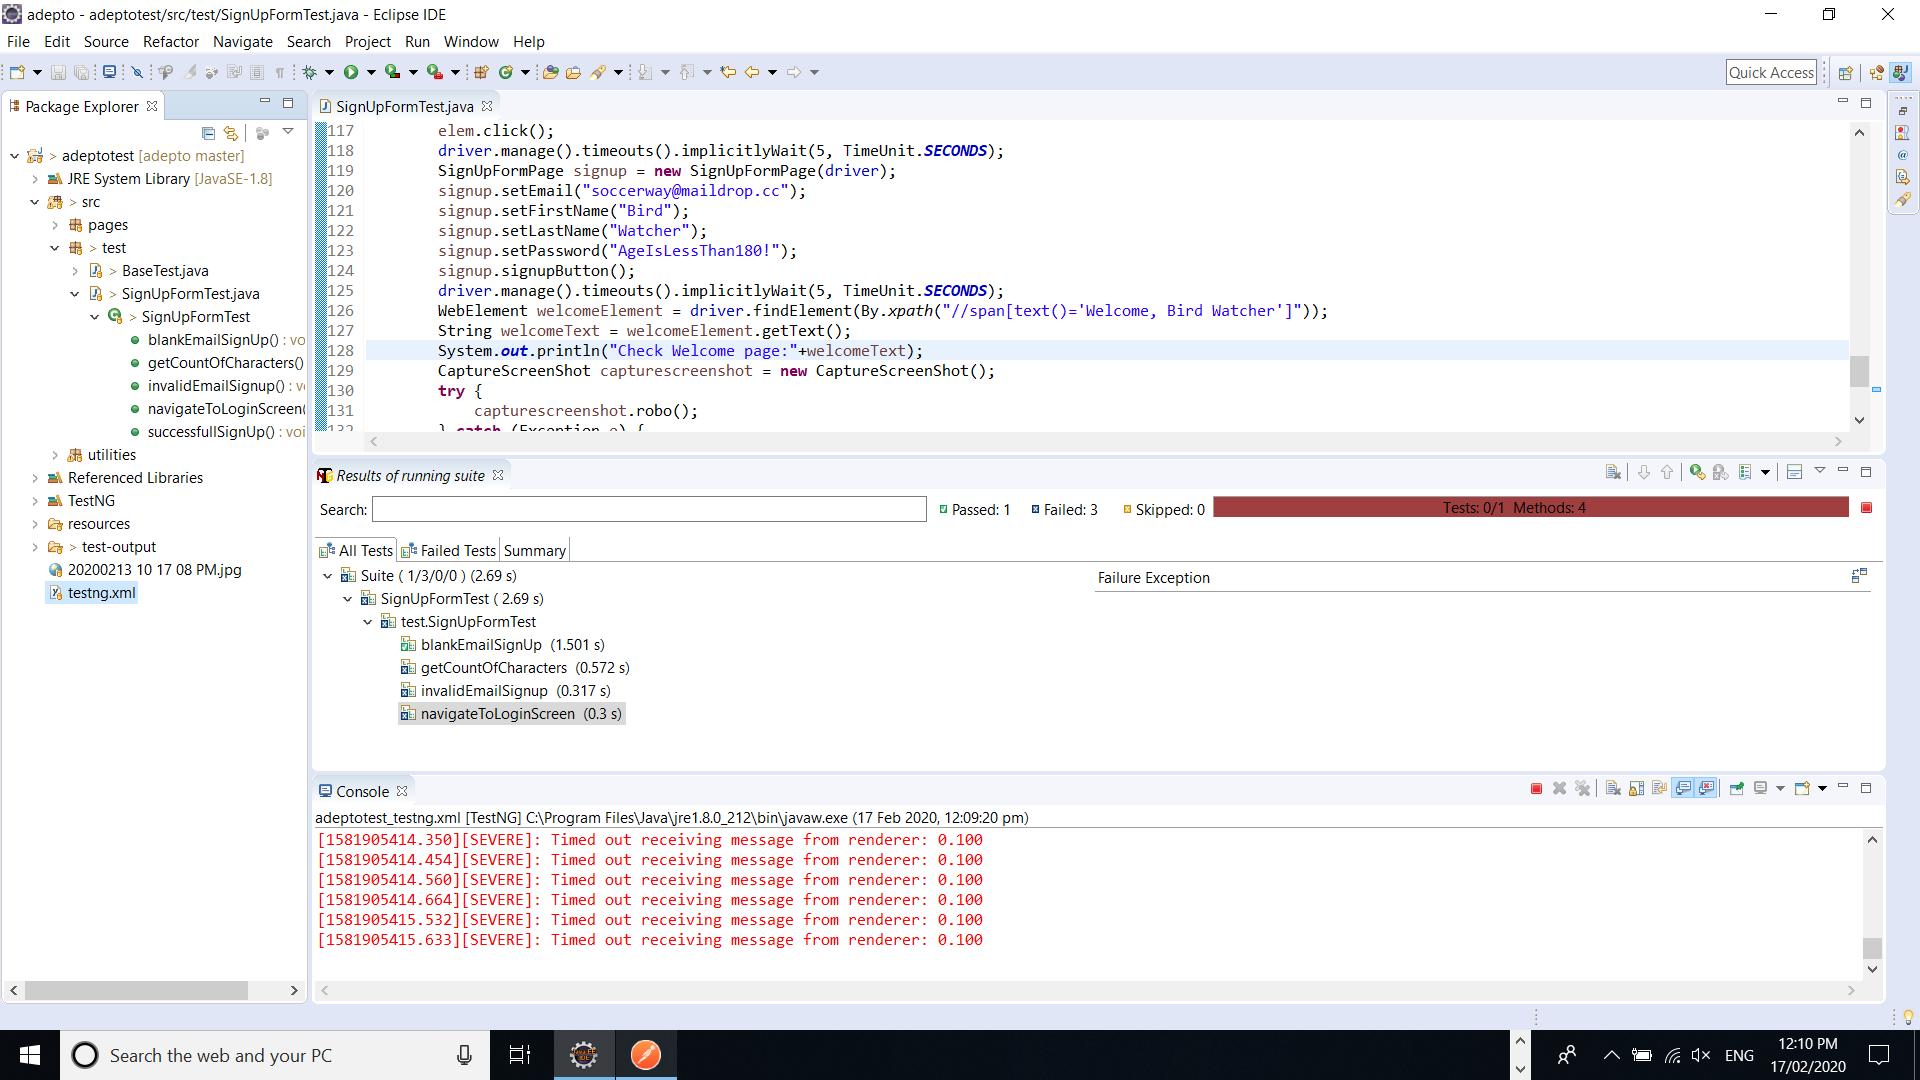 adepto - adeptotest/src/test/SignUpFormTest.java - Eclipse IDE
File Edit Source Refactor Navigate Search Project Run Window Help
Quick Access
Package Explorer
> adeptotest [adepto master]
JRE System Library [JavaSE-1.8]
> src
pages
> test
> BaseTest.java
> SignUpFormTest.java
> SignUpFormTest
blankEmailSignUp() : vo
getCountOfCharacters()
invalidEmailSignup() : v
navigateToLoginScreen(
successfullSignUp() : voi
utilities
Referenced Libraries
TestNG
resources
> test-output
20200213 10 17 08 PM.jpg
testng.xml
SignUpFormTest.java
117 elem.click();
118 driver.manage().timeouts().implicitlyWait(5, TimeUnit.SECONDS);
119 SignUpFormPage signup = new SignUpFormPage(driver);
120 signup.setEmail("soccerway@maildrop.cc");
121 signup.setFirstName("Bird");
122 signup.setLastName("Watcher");
123 signup.setPassword("AgeIsLessThan180!");
124 signup.signupButton();
125 driver.manage().timeouts().implicitlyWait(5, TimeUnit.SECONDS);
126 WebElement welcomeElement = driver.findElement(By.xpath("//span[text()='Welcome, Bird Watcher']"));
127 String welcomeText = welcomeElement.getText();
128 System.out.println("Check Welcome page:"+welcomeText);
129 CaptureScreenShot capturescreenshot = new CaptureScreenShot();
130 try {
131 capturescreenshot.robo();
132 } catch (Exception e) {
Results of running suite
Search: Passed: 1 Failed: 3 Skipped: 0 Tests: 0/1 Methods: 4
All Tests Failed Tests Summary
Suite ( 1/3/0/0 ) (2.69 s)
SignUpFormTest ( 2.69 s)
test.SignUpFormTest
blankEmailSignUp (1.501 s)
getCountOfCharacters (0.572 s)
invalidEmailSignup (0.317 s)
navigateToLoginScreen (0.3 s)
Failure Exception
Console
adeptotest_testng.xml [TestNG] C:\Program Files\Java\jre1.8.0_212\bin\javaw.exe (17 Feb 2020, 12:09:20 pm)
[1581905414.350][SEVERE]: Timed out receiving message from renderer: 0.100
[1581905414.454][SEVERE]: Timed out receiving message from renderer: 0.100
[1581905414.560][SEVERE]: Timed out receiving message from renderer: 0.100
[1581905414.664][SEVERE]: Timed out receiving message from renderer: 0.100
[1581905415.532][SEVERE]: Timed out receiving message from renderer: 0.100
[1581905415.633][SEVERE]: Timed out receiving message from renderer: 0.100
Search the web and your PC
ENG
12:10 PM
17/02/2020